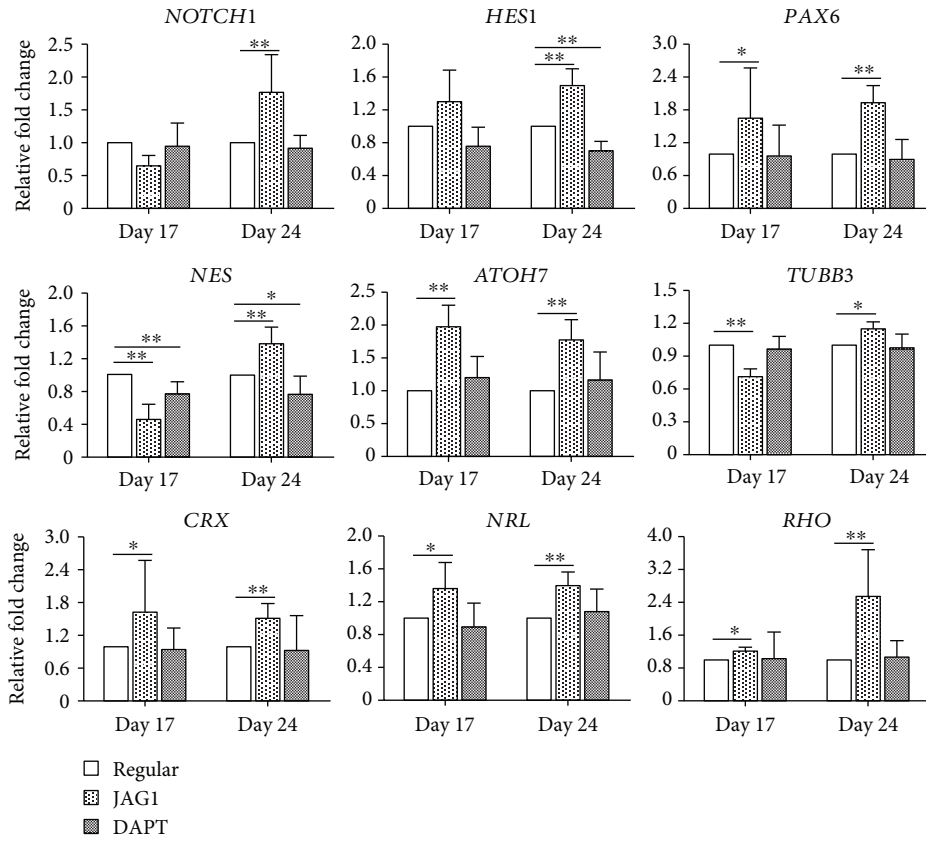 NOTCH1
Relative fold change
2.5
2.0
1.5
1.0
0.5
0
**
Day 17
Day 24
HES1
2.0
1.6
1.2
0.8
0.4
0
**
**
Day 17
Day 24
PAX6
3.0
2.4
1.8
1.2
0.6
0
*
**
Day 17
Day 24
NES
Relative fold change
2.0
1.6
1.2
0.8
0.4
0
**
**
*
**
Day 17
Day 24
ATOH7
2.5
2.0
1.5
1.0
0.5
0
**
**
Day 17
Day 24
TUBB3
1.5
1.2
0.9
0.6
0.3
0
**
*
Day 17
Day 24
CRX
Relative fold change
3.0
2.4
1.8
1.2
0.6
0
*
**
Day 17
Day 24
NRL
2.0
1.6
1.2
0.8
0.4
0
*
**
Day 17
Day 24
RHO
4.0
3.2
2.4
1.6
0.8
0
*
**
Day 17
Day 24
Regular
JAG1
DAPT